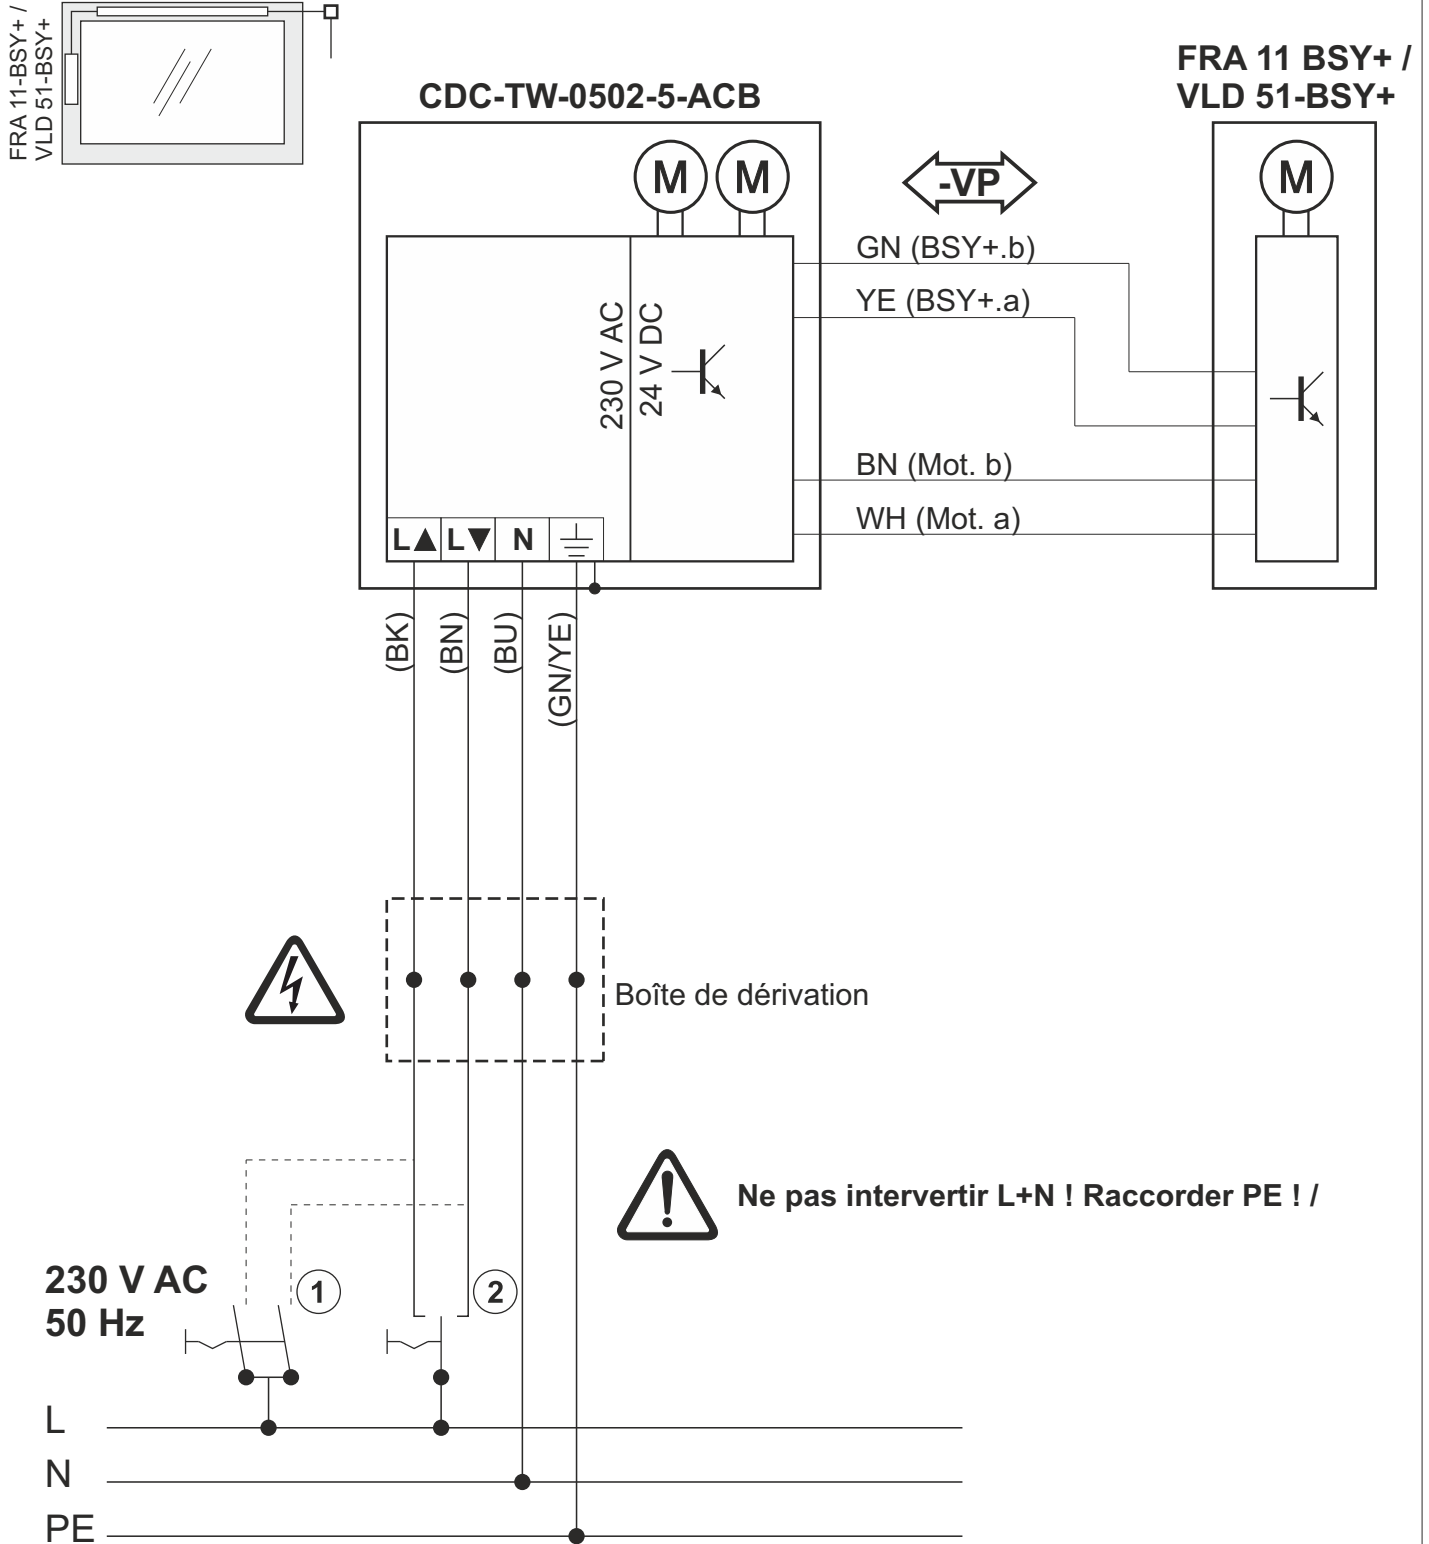 FRA 11-BSY+ /
VLD 51-BSY+
CDC-TW-0502-5-ACB
FRA 11 BSY+ /
VLD 51-BSY+
M
M
-VP
M
GN (BSY+.b)
YE (BSY+.a)
230 V AC
24 V DC
BN (Mot. b)
WH (Mot. a)
L▲
L▼
N
(BK)
(BN)
(BU)
(GN/YE)
Boîte de dérivation
Ne pas intervertir L+N ! Raccorder PE ! /
230 V AC
50 Hz
1
2
L
N
PE